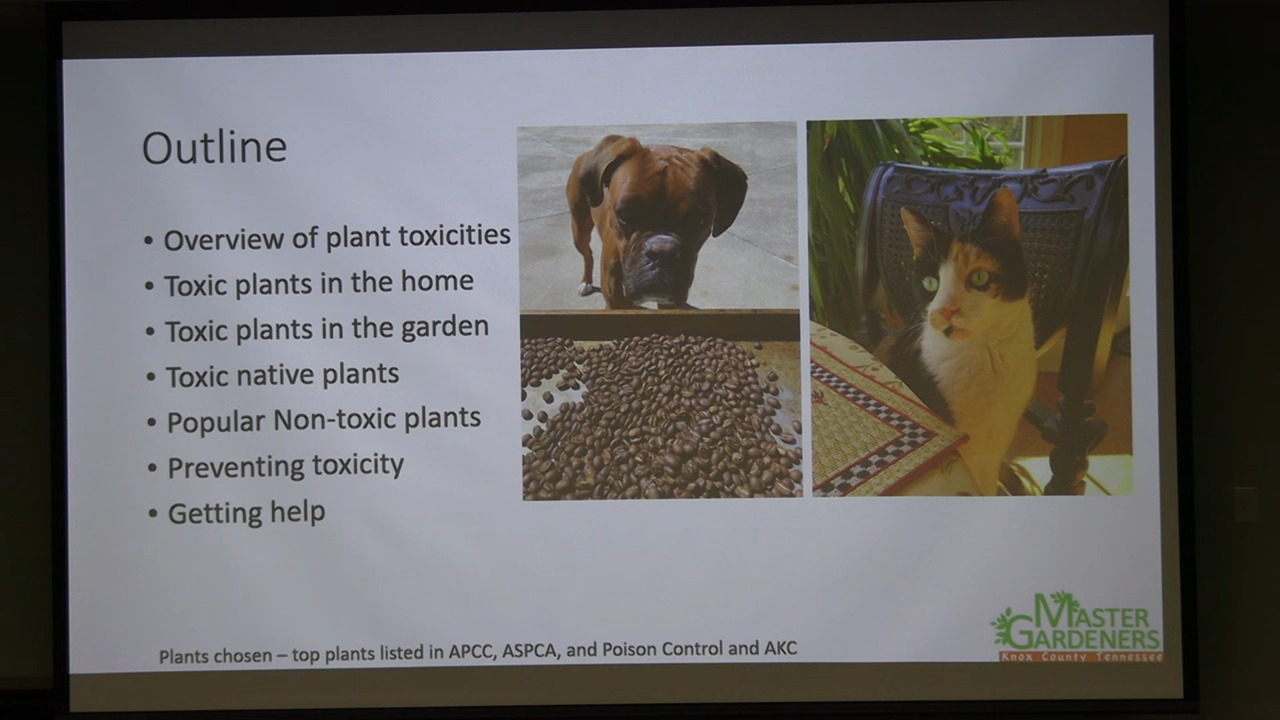 Outline
• Overview of plant toxicities
• Toxic plants in the home
• Toxic plants in the garden
• Toxic native plants
• Popular Non-toxic plants
• Preventing toxicity
• Getting help
Plants chosen – top plants listed in APCC, ASPCA, and Poison Control and AKC
MASTER
GARDENERS
Knox County Tennessee